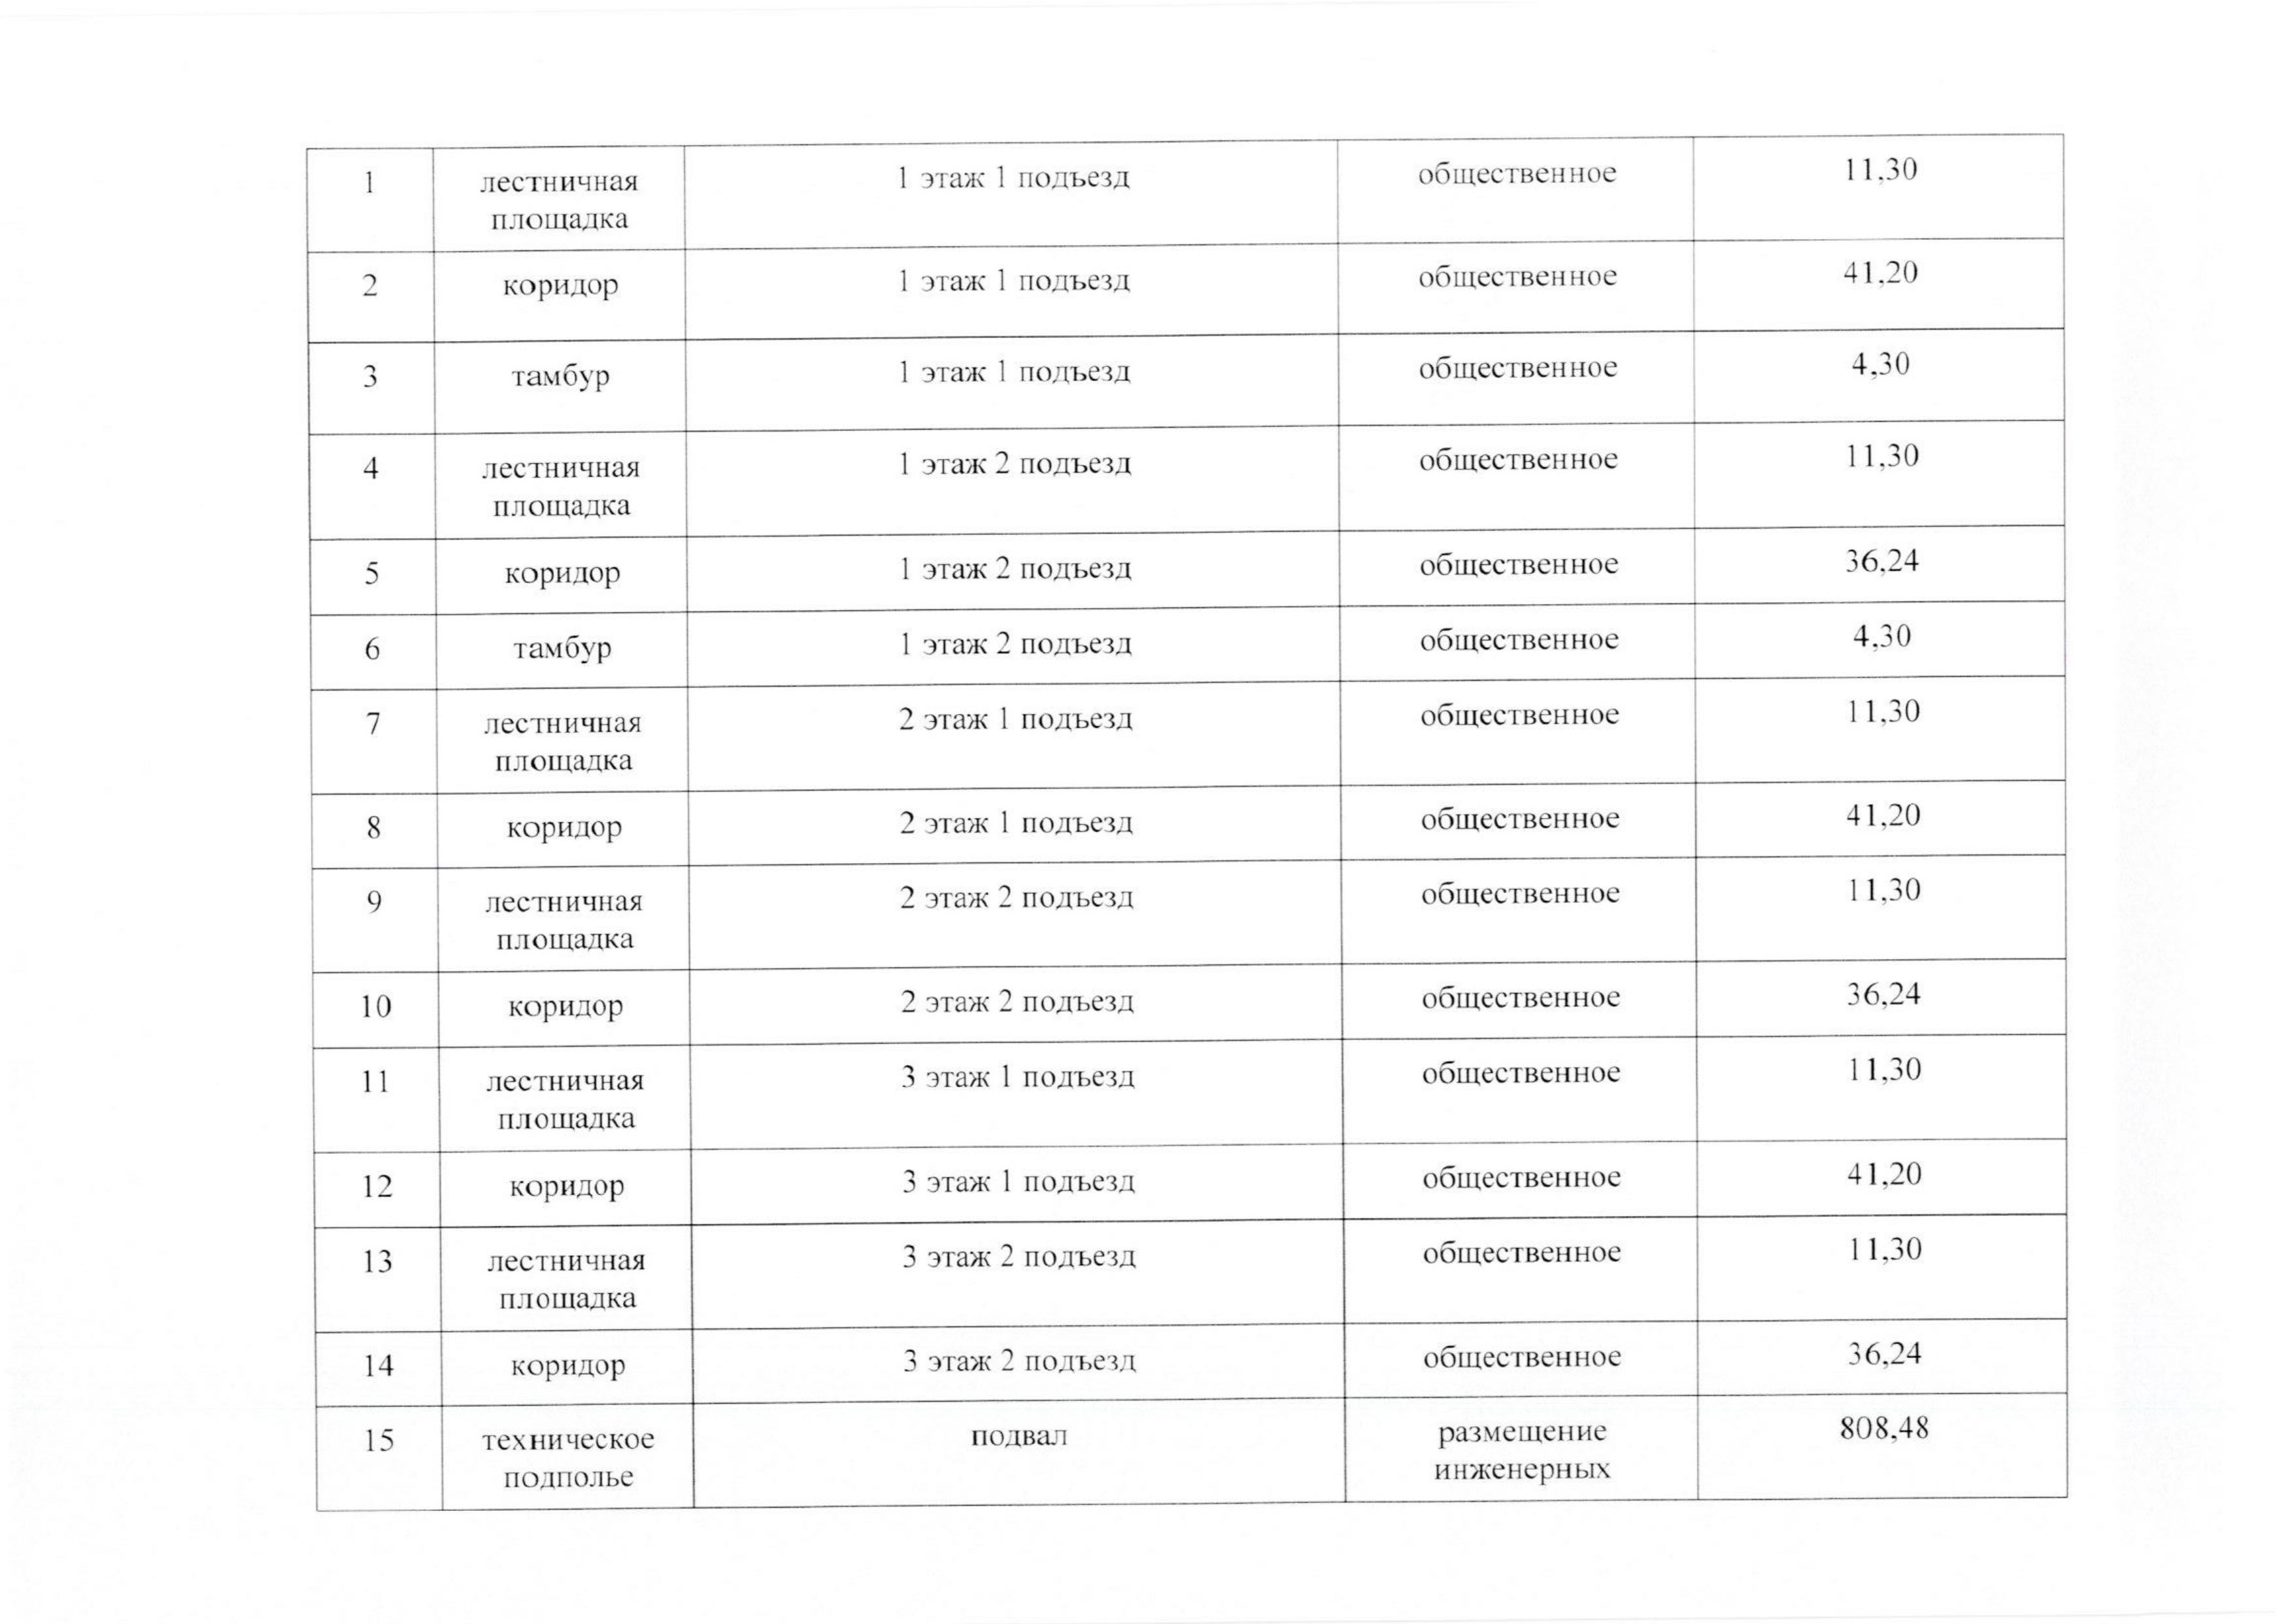 1 лестничная 1 этаж 1 подъезд общественное 11,30
площадка
2 коридор 1 этаж 1 подъезд общественное 41,20
3 тамбур 1 этаж 1 подъезд общественное 4,30
4 лестничная 1 этаж 2 подъезд общественное 11,30
площадка
5 коридор 1 этаж 2 подъезд общественное 36,24
6 тамбур 1 этаж 2 подъезд общественное 4,30
7 лестничная 2 этаж 1 подъезд общественное 11,30
площадка
8 коридор 2 этаж 1 подъезд общественное 41,20
9 лестничная 2 этаж 2 подъезд общественное 11,30
площадка
10 коридор 2 этаж 2 подъезд общественное 36,24
11 лестничная 3 этаж 1 подъезд общественное 11,30
площадка
12 коридор 3 этаж 1 подъезд общественное 41,20
13 лестничная 3 этаж 2 подъезд общественное 11,30
площадка
14 коридор 3 этаж 2 подъезд общественное 36,24
15 техническое подвал размещение 808,48
подполье инженерных